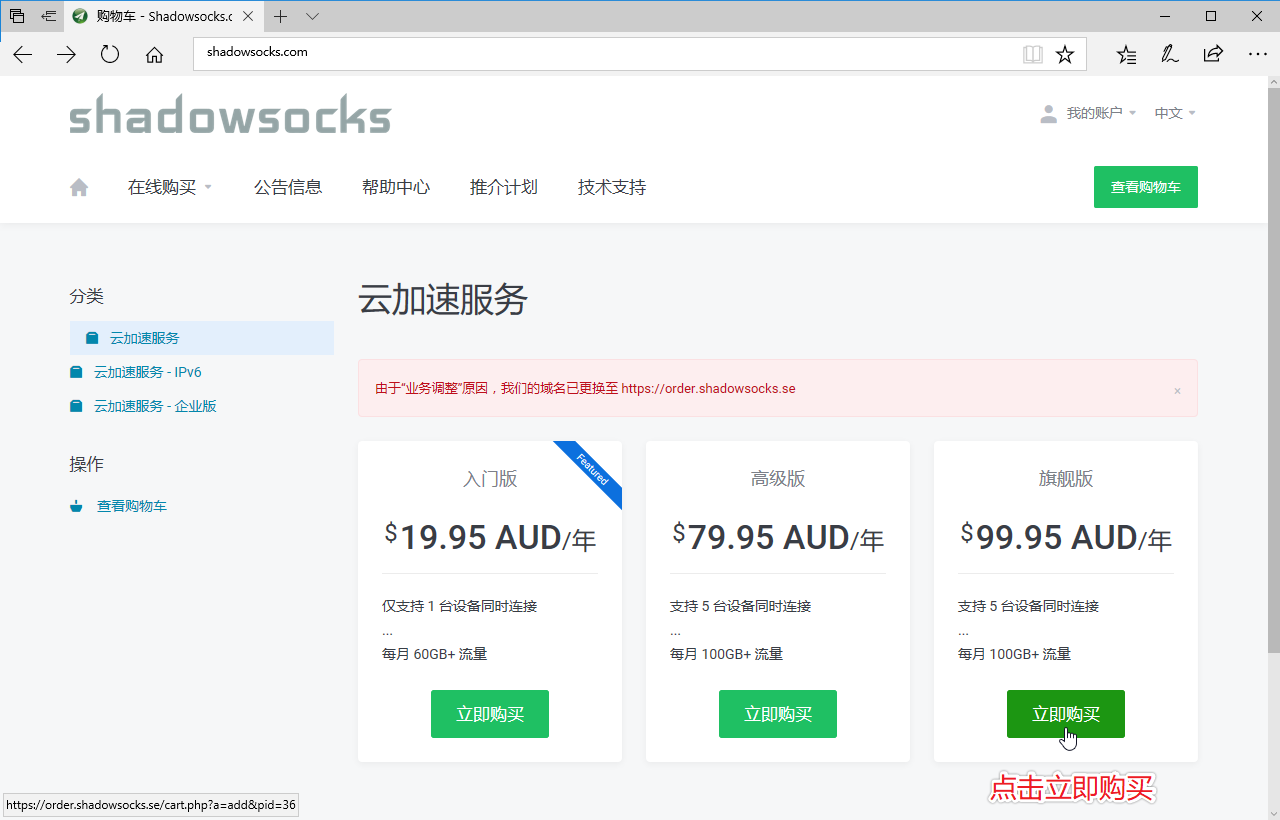 购物车 - Shadowsocks.c
shadowsocks.com
shadowsocks
我的账户
中文
在线购买
公告信息
帮助中心
推介计划
技术支持
查看购物车
分类
云加速服务
云加速服务 - IPv6
云加速服务 - 企业版
操作
查看购物车
云加速服务
由于“业务调整”原因，我们的域名已更换至 https://order.shadowsocks.se
×
Featured
入门版
$19.95 AUD/年
仅支持 1 台设备同时连接
...
每月 60GB+ 流量
立即购买
高级版
$79.95 AUD/年
支持 5 台设备同时连接
...
每月 100GB+ 流量
立即购买
旗舰版
$99.95 AUD/年
支持 5 台设备同时连接
...
每月 100GB+ 流量
立即购买
点击立即购买
https://order.shadowsocks.se/cart.php?a=add&pid=36